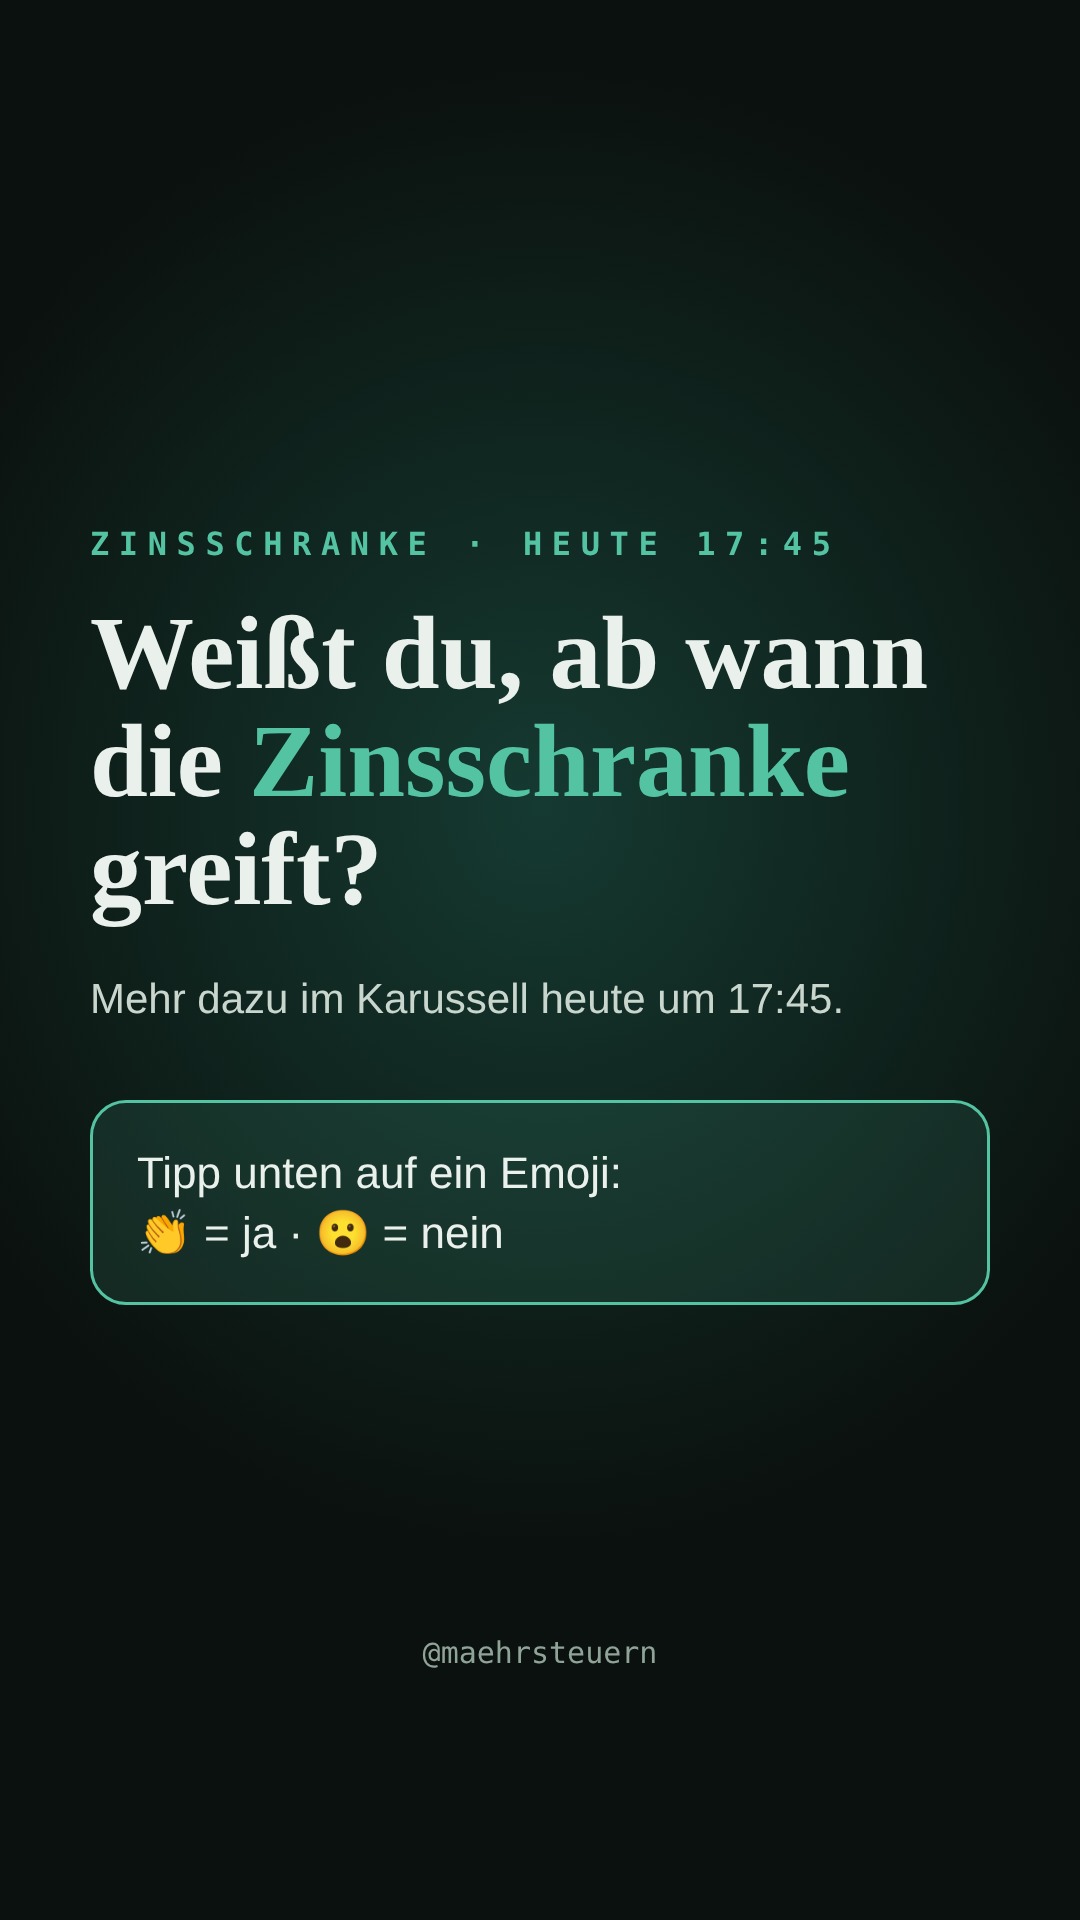 ZINSSCHRANKE · HEUTE 17:45
Weißt du, ab wann
die Zinsschranke
greift?
Mehr dazu im Karussell heute um 17:45.
Tipp unten auf ein Emoji:
👏 = ja · 😮 = nein
@maehrsteuern